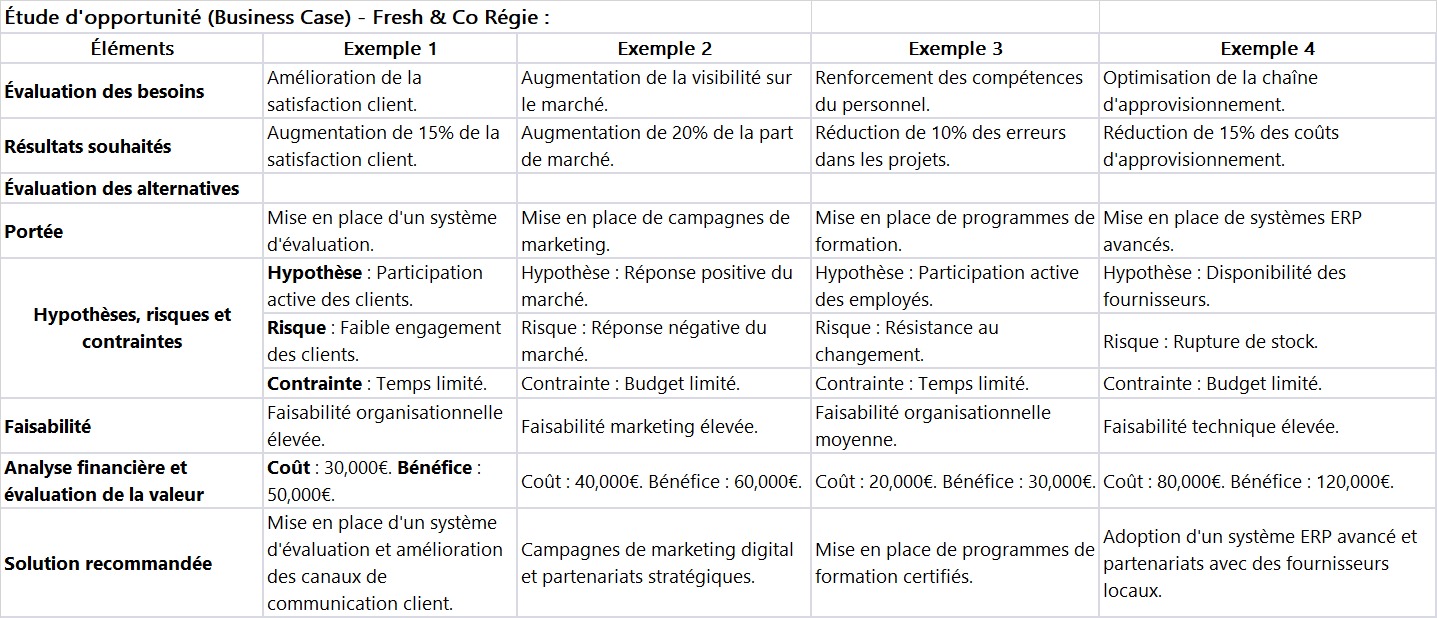 Étude d'opportunité (Business Case) - Fresh & Co Régie :
Éléments
Exemple 1
Exemple 2
Exemple 3
Exemple 4
Évaluation des besoins
Amélioration de la
satisfaction client.
Augmentation de la visibilité sur
le marché.
Renforcement des compétences
du personnel.
Optimisation de la chaîne
d'approvisionnement.
Résultats souhaités
Augmentation de 15% de la
satisfaction client.
Augmentation de 20% de la part
de marché.
Réduction de 10% des erreurs
dans les projets.
Réduction de 15% des coûts
d'approvisionnement.
Évaluation des alternatives
Portée
Mise en place d'un système
d'évaluation.
Mise en place de campagnes de
marketing.
Mise en place de programmes de
formation.
Mise en place de systèmes ERP
avancés.
Hypothèses, risques et
contraintes
Hypothèse : Participation
active des clients.
Hypothèse : Réponse positive du
marché.
Hypothèse : Participation active
des employés.
Hypothèse : Disponibilité des
fournisseurs.
Risque : Faible engagement
des clients.
Risque : Réponse négative du
marché.
Risque : Résistance au
changement.
Risque : Rupture de stock.
Contrainte : Temps limité.
Contrainte : Budget limité.
Contrainte : Temps limité.
Contrainte : Budget limité.
Faisabilité
Faisabilité organisationnelle
élevée.
Faisabilité marketing élevée.
Faisabilité organisationnelle
moyenne.
Faisabilité technique élevée.
Analyse financière et
évaluation de la valeur
Coût : 30,000€. Bénéfice :
50,000€.
Coût : 40,000€. Bénéfice : 60,000€.
Coût : 20,000€. Bénéfice : 30,000€.
Coût : 80,000€. Bénéfice : 120,000€.
Solution recommandée
Mise en place d'un système
d'évaluation et amélioration
des canaux de
communication client.
Campagnes de marketing digital
et partenariats stratégiques.
Mise en place de programmes de
formation certifiés.
Adoption d'un système ERP avancé et
partenariats avec des fournisseurs
locaux.